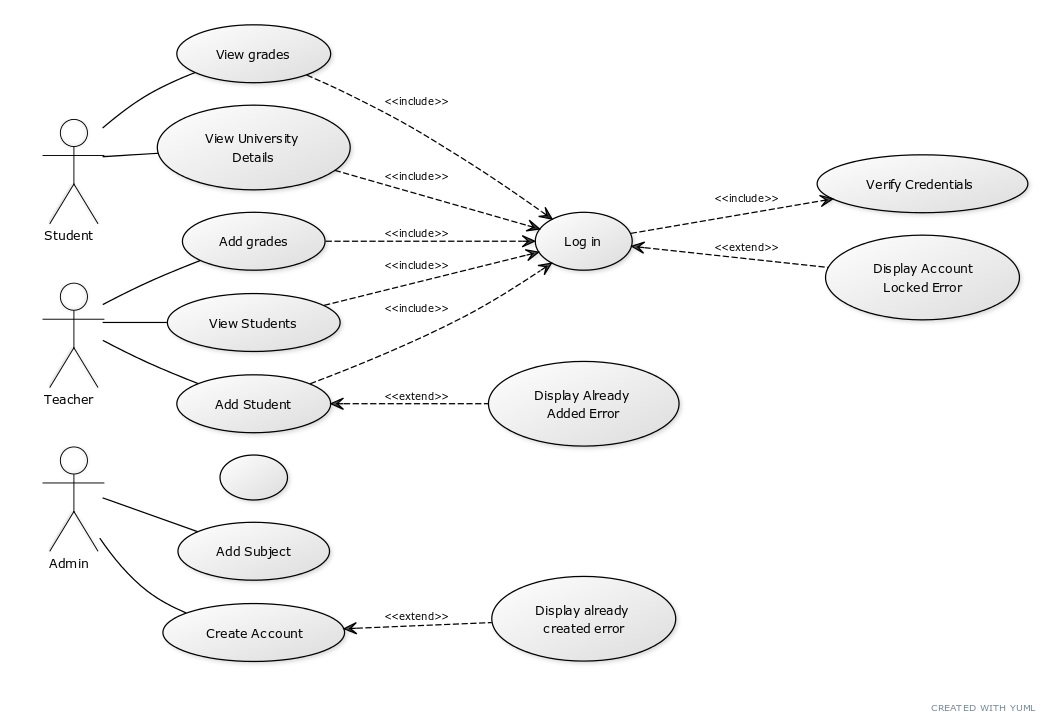 View grades
<<include>>
View University
Details
<<include>>
Student
Add grades
<<include>>
Log in
<<include>>
Verify Credentials
<<extend>>
Display Account
Locked Error
<<include>>
View Students
<<include>>
Teacher
Add Student
<<extend>>
Display Already
Added Error
Admin
Add Subject
Create Account
<<extend>>
Display already
created error
CREATED WITH YUML